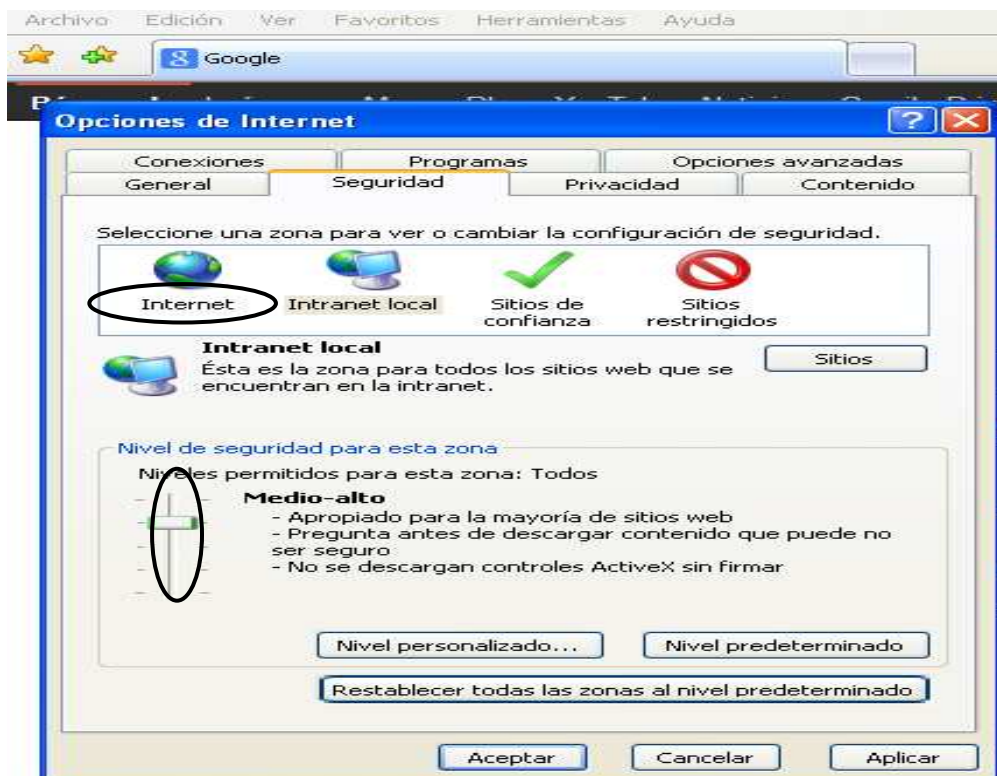 Archivo Edición Ver Favoritos Herramientas Ayuda
Google
Opciones de Internet
Conexiones Programas Opciones avanzadas
General Seguridad Privacidad Contenido
Seleccione una zona para ver o cambiar la configuración de seguridad.
Internet Intranet local Sitios de confianza Sitios restringidos
Intranet local
Ésta es la zona para todos los sitios web que se
encuentran en la intranet.
Sitios
Nivel de seguridad para esta zona
Niveles permitidos para esta zona: Todos
Medio-alto
- Apropiado para la mayoría de sitios web
- Pregunta antes de descargar contenido que puede no
ser seguro
- No se descargan controles ActiveX sin firmar
Nivel personalizado... Nivel predeterminado
Restablecer todas las zonas al nivel predeterminado
Aceptar Cancelar Aplicar